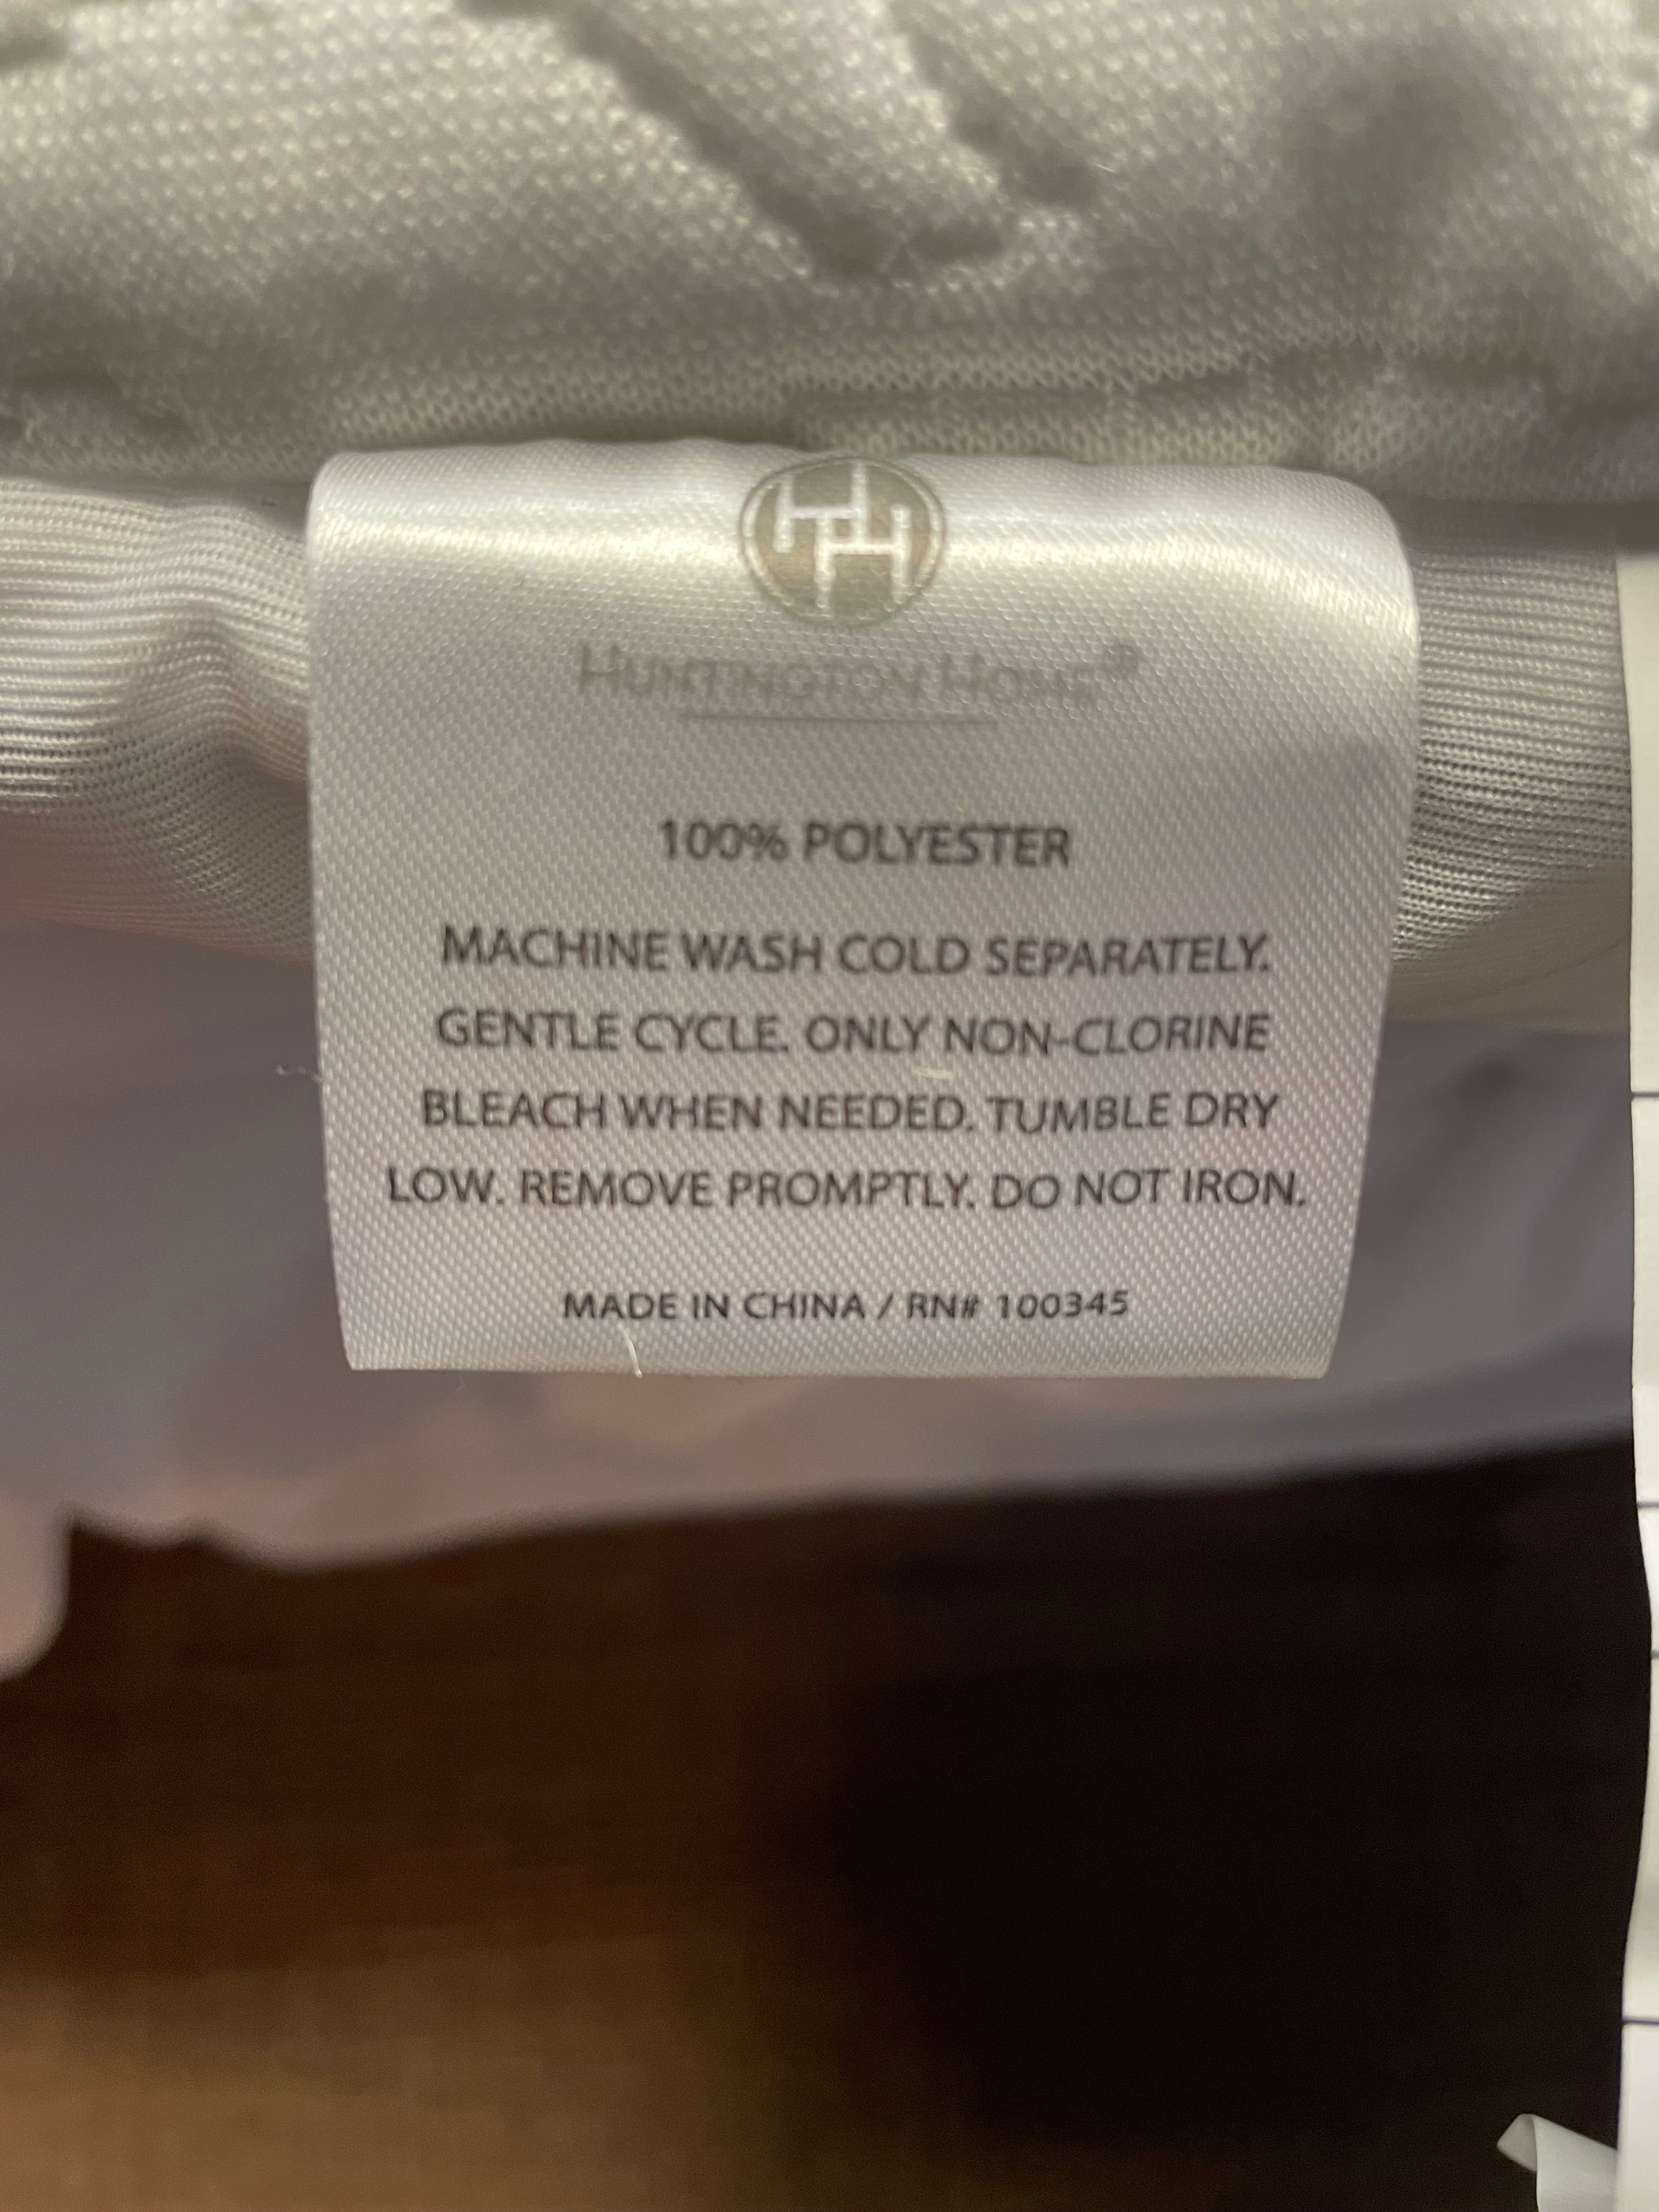 HH
HUNTINGTON HOME®
100% POLYESTER
MACHINE WASH COLD SEPARATELY.
GENTLE CYCLE. ONLY NON-CLORINE
BLEACH WHEN NEEDED. TUMBLE DRY
LOW. REMOVE PROMPTLY. DO NOT IRON.
MADE IN CHINA / RN# 100345